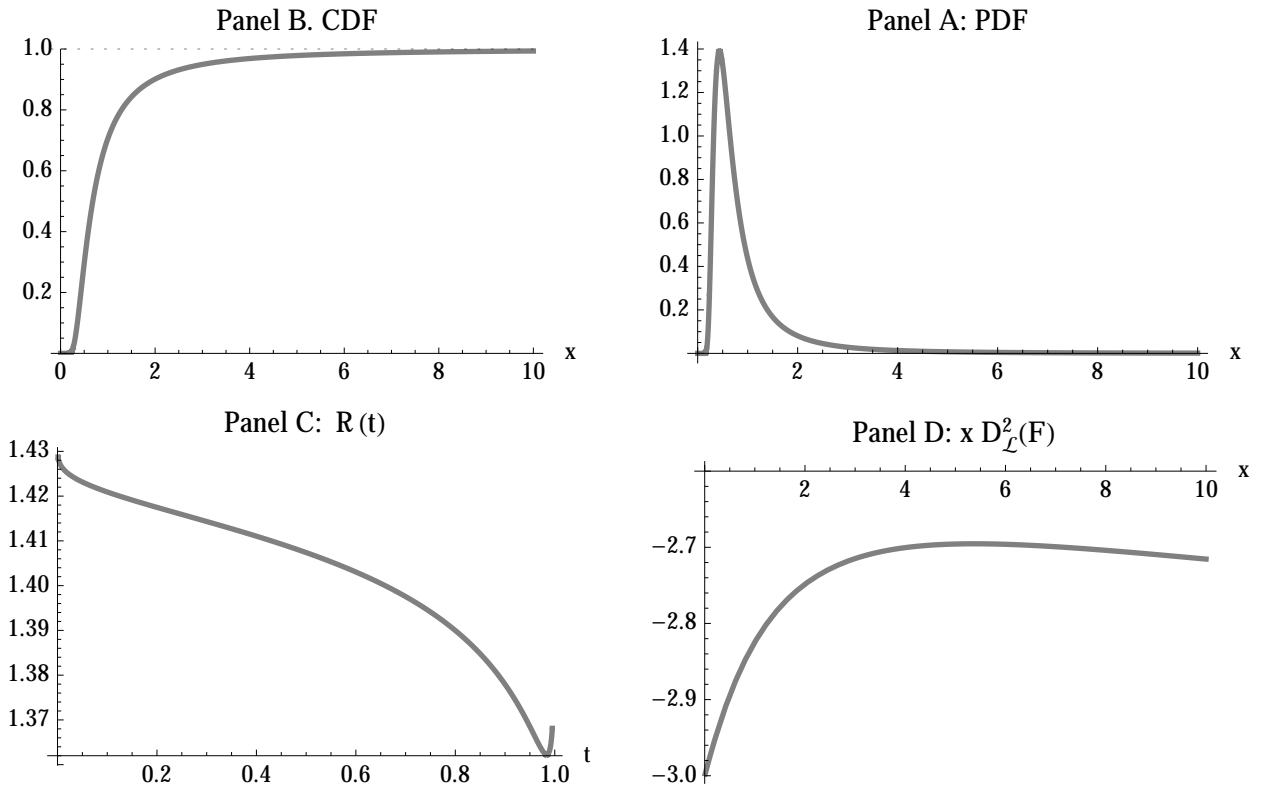 Panel B. CDF
1.0
0.8
0.6
0.4
0.2
0 2 4 6 8 10 x
Panel A: PDF
1.4
1.2
1.0
0.8
0.6
0.4
0.2
2 4 6 8 10 x
Panel C: R (t)
1.43
1.42
1.41
1.40
1.39
1.38
1.37
0.2 0.4 0.6 0.8 1.0 t
Panel D: x D²_ℒ(F)
2 4 6 8 10 x
−2.7
−2.8
−2.9
−3.0